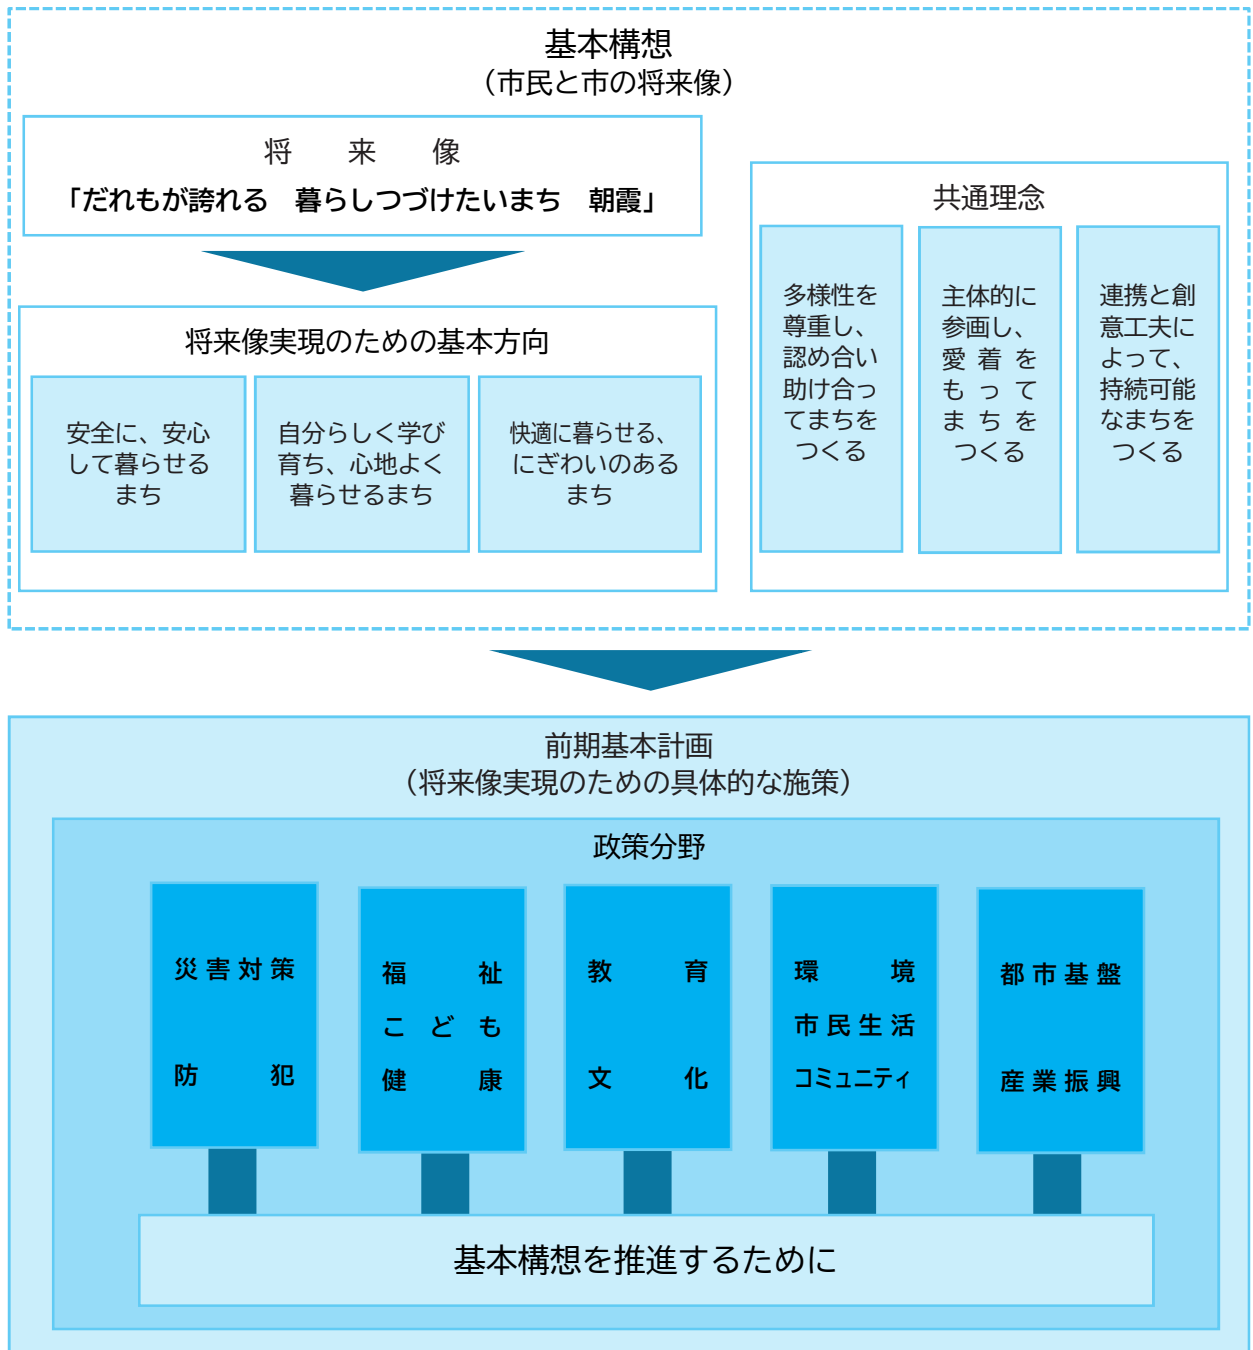 基本構想
（市民と市の将来像）
将　来　像
「だれもが誇れる　暮らしつづけたいまち　朝霞」
将来像実現のための基本方向
安全に、安心
して暮らせる
まち
自分らしく学び
育ち、心地よく
暮らせるまち
快適に暮らせる、
にぎわいのある
まち
共通理念
多様性を
尊重し、
認め合い
助け合っ
てまちを
つくる
主体的に
参画し、
愛着を
もって
まちを
つくる
連携と創
意工夫に
よって、
持続可能
なまちを
つくる
前期基本計画
（将来像実現のための具体的な施策）
政策分野
災害対策
防犯
福祉
こども
健康
教育
文化
環境
市民生活
コミュニティ
都市基盤
産業振興
基本構想を推進するために